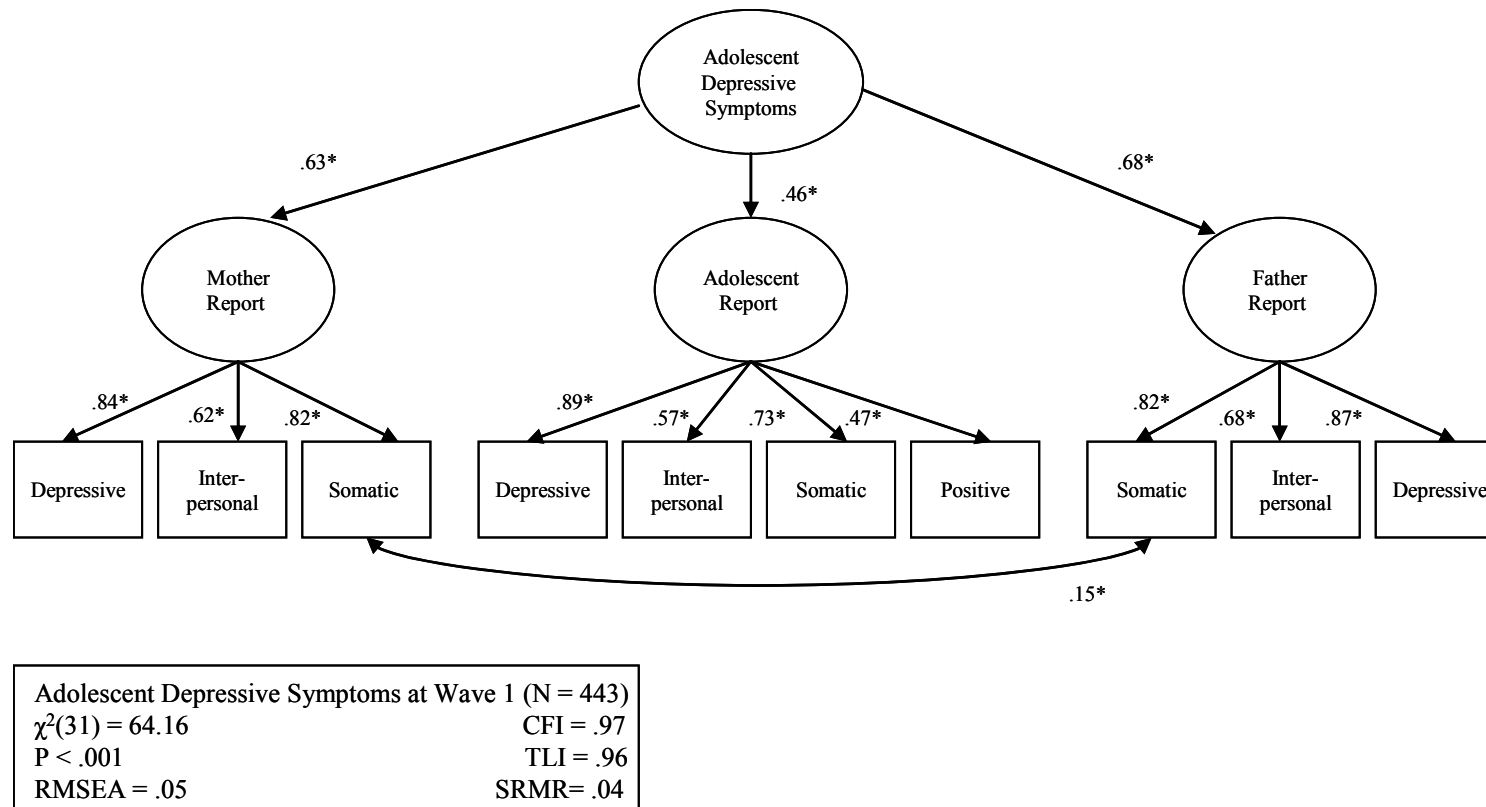 Adolescent
Depressive
Symptoms
.63*
.46*
.68*
Mother
Report
Adolescent
Report
Father
Report
.84*
.62*
.82*
.89*
.57*
.73*
.47*
.82*
.68*
.87*
Depressive
Inter-
personal
Somatic
Depressive
Inter-
personal
Somatic
Positive
Somatic
Inter-
personal
Depressive
.15*
Adolescent Depressive Symptoms at Wave 1 (N = 443)
χ²(31) = 64.16 CFI = .97
P < .001 TLI = .96
RMSEA = .05 SRMR= .04